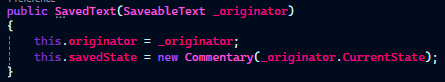 public SavedText(SaveableText _originator)
{
this.originator = _originator;
this.savedState = new Commentary(_originator.CurrentState);
}